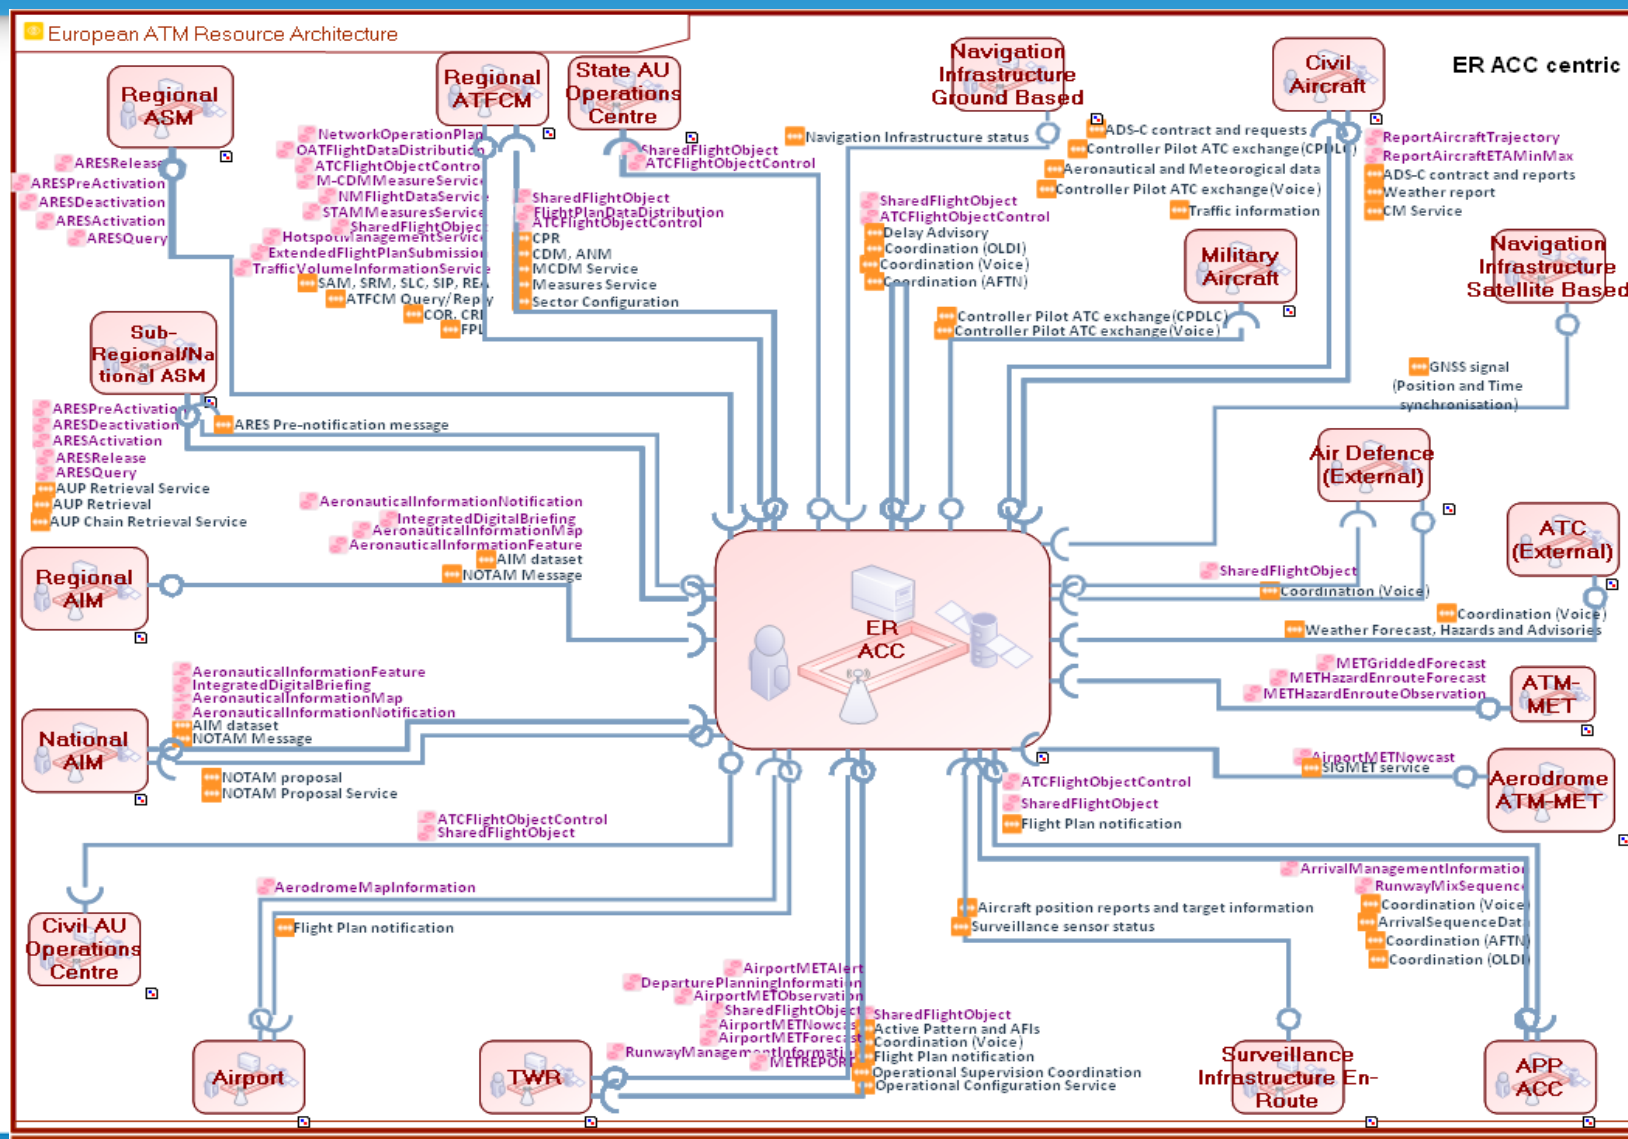 European ATM Resource Architecture
ER ACC centric
Regional
ASM
Regional
ATFCM
State AU
Operations
Centre
Navigation
Infrastructure
Ground Based
Civil
Aircraft
ARESRelease
ARESPreActivation
ARESDeactivation
ARESActivation
ARESQuery
NetworkOperationPlan
OATFlightDataDistribution
ATCFlightObjectControl
M-CDMMeasureService
NMFlightDataService
STAMMeasuresService
SharedFlightObject
HotspotManagementService
ExtendedFlightPlanSubmission
TrafficVolumeInformationService
SAM, SRM, SLC, SIP, REA
ATFCM Query/Reply
COR, CRP
FPL
SharedFlightObject
FlightPlanDataDistribution
ATCFlightObjectControl
CPR
CDM, ANM
MCDM Service
Measures Service
Sector Configuration
SharedFlightObject
ATCFlightObjectControl
Navigation Infrastructure status
SharedFlightObject
ATCFlightObjectControl
Delay Advisory
Coordination (OLDI)
Coordination (Voice)
Coordination (AFTN)
ADS-C contract and requests
Controller Pilot ATC exchange(CPDLC)
Aeronautical and Meteorogical data
Controller Pilot ATC exchange(Voice)
Traffic information
ReportAircraftTrajectory
ReportAircraftETAMinMax
ADS-C contract and reports
Weather report
CM Service
Military
Aircraft
Controller Pilot ATC exchange(CPDLC)
Controller Pilot ATC exchange(Voice)
Navigation
Infrastructure
Satellite Based
GNSS signal
(Position and Time
synchronisation)
Sub-
Regional/Na
tional ASM
ARESPreActivation
ARESDeactivation
ARESActivation
ARESRelease
ARESQuery
AUP Retrieval Service
AUP Retrieval
AUP Chain Retrieval Service
ARES Pre-notification message
Air Defence
(External)
SharedFlightObject
Coordination (Voice)
ATC
(External)
Coordination (Voice)
Weather Forecast, Hazards and Advisories
AeronauticalInformationNotification
IntegratedDigitalBriefing
AeronauticalInformationMap
AeronauticalInformationFeature
AIM dataset
NOTAM Message
Regional
AIM
ER
ACC
METGriddedForecast
METHazardEnrouteForecast
METHazardEnrouteObservation
ATM-
MET
AeronauticalInformationFeature
IntegratedDigitalBriefing
AeronauticalInformationMap
AeronauticalInformationNotification
AIM dataset
NOTAM Message
National
AIM
NOTAM proposal
NOTAM Proposal Service
AirportMETNowcast
SIGMET service
Aerodrome
ATM-MET
ATCFlightObjectControl
SharedFlightObject
Flight Plan notification
ATCFlightObjectControl
SharedFlightObject
Civil AU
Operations
Centre
AerodromeMapInformation
Flight Plan notification
Airport
ArrivalManagementInformation
RunwayMixSequence
Coordination (Voice)
ArrivalSequenceData
Coordination (AFTN)
Coordination (OLDI)
Aircraft position reports and target information
Surveillance sensor status
AirportMETAlert
DeparturePlanningInformation
AirportMETObservation
SharedFlightObject
AirportMETNowcast
AirportMETForecast
RunwayManagementInformation
METREPORT
SharedFlightObject
Active Pattern and AFIs
Coordination (Voice)
Flight Plan notification
Operational Supervision Coordination
Operational Configuration Service
TWR
Surveillance
Infrastructure En-
Route
APP
ACC